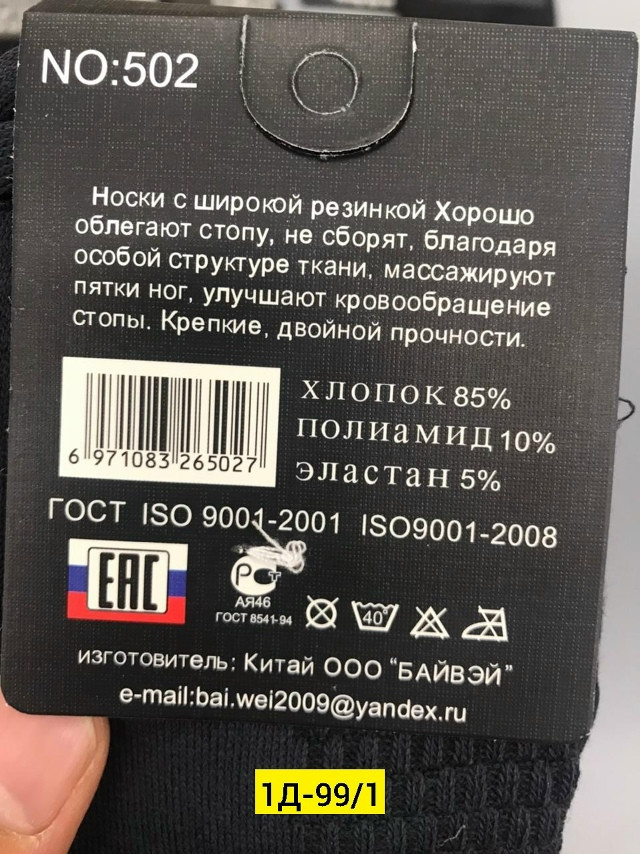 NO:502
Носки с широкой резинкой Хорошо
облегают стопу, не сборят, благодаря
особой структуре ткани, массажируют
пятки ног, улучшают кровообращение
стопы. Крепкие, двойной прочности.
ХЛОПОК 85%
ПОЛИАМИД 10%
ЭЛАСТАН 5%
6 971083 265027
ГОСТ ISO 9001-2001 ISO9001-2008
EAC
РСТ
АЯ46
ГОСТ 8541-94
40°
изготовитель: Китай ООО "БАЙВЭЙ"
e-mail:bai.wei2009@yandex.ru
1Д-99/1